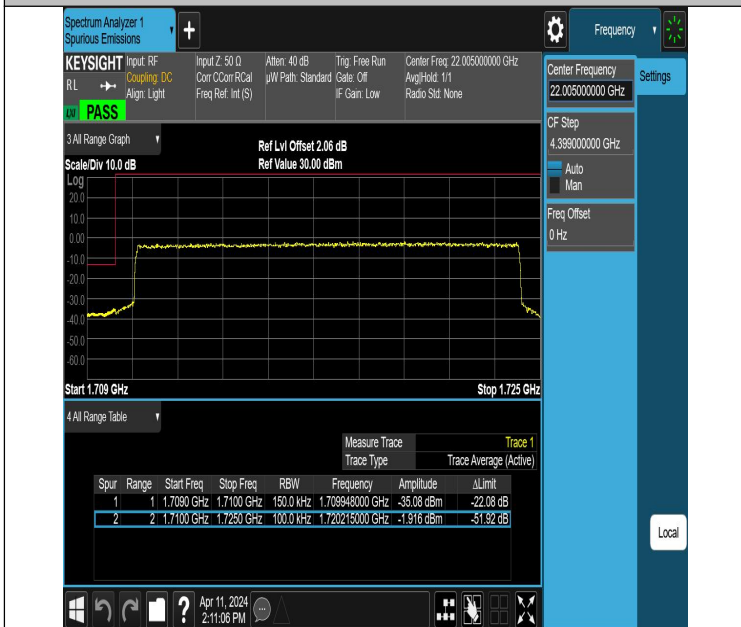 Spectrum Analyzer 1
Spurious Emissions
Frequency
KEYSIGHT
RL
Input: RF
Coupling: DC
Align: Light
Input Z: 50 Ω
Corr CCorr RCal
Freq Ref: Int (S)
Atten: 40 dB
µW Path: Standard
Trig: Free Run
Gate: Off
IF Gain: Low
Center Freq: 22.005000000 GHz
Avg|Hold: 1/1
Radio Std: None
PASS
Center Frequency
22.005000000 GHz
Settings
CF Step
4.399000000 GHz
Auto
Man
Freq Offset
0 Hz
3 All Range Graph
Ref Lvl Offset 2.06 dB
Scale/Div 10.0 dB
Ref Value 30.00 dBm
Log
20.0
10.0
0.00
-10.0
-20.0
-30.0
-40.0
-50.0
-60.0
Start 1.709 GHz
Stop 1.725 GHz
4 All Range Table
Measure Trace Trace 1
Trace Type Trace Average (Active)
Spur Range Start Freq Stop Freq RBW Frequency Amplitude ΔLimit
1 1 1.7090 GHz 1.7100 GHz 150.0 kHz 1.709948000 GHz -35.08 dBm -22.08 dB
2 2 1.7100 GHz 1.7250 GHz 100.0 kHz 1.720215000 GHz -1.916 dBm -51.92 dB
Local
?
Apr 11, 2024
2:11:06 PM